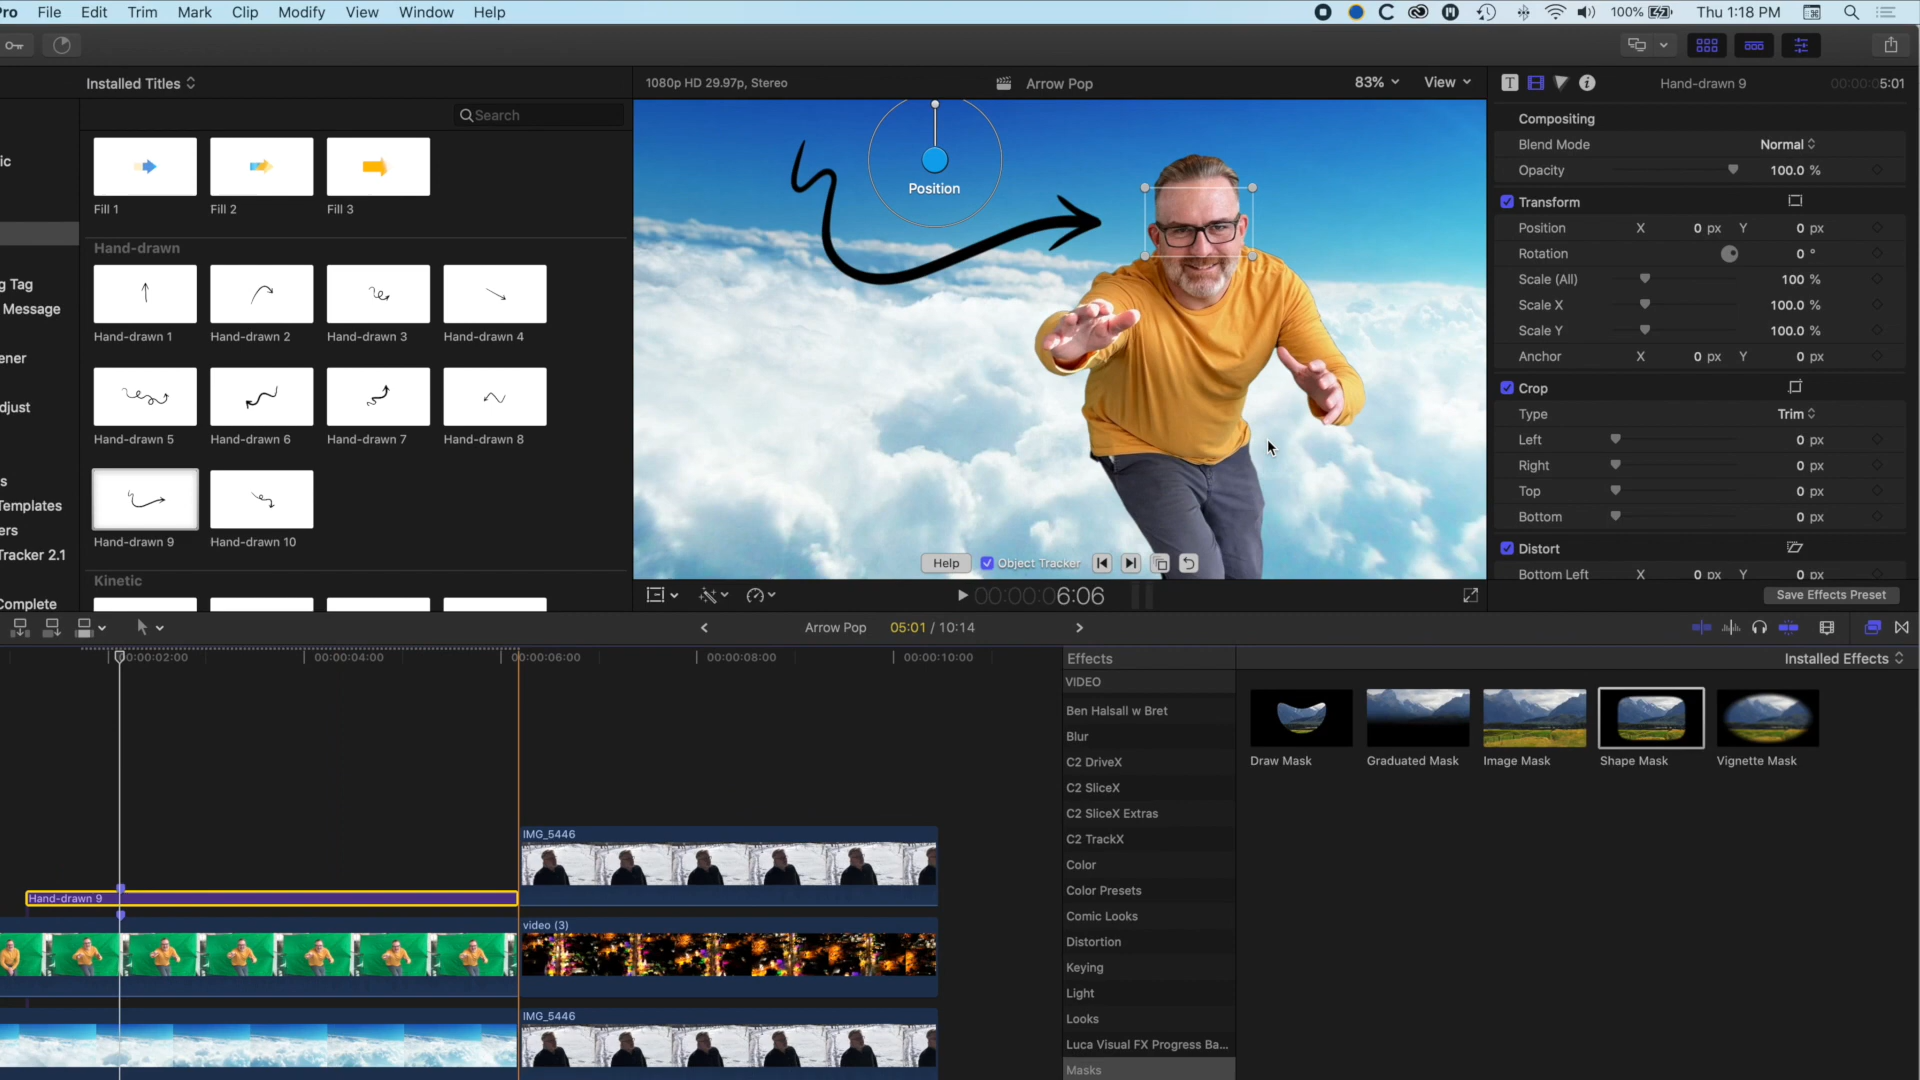 ro File Edit Trim Mark Clip Modify View Window Help 100% Thu 1:18 PM
Installed Titles
Search
1080p HD 29.97p, Stereo Arrow Pop 83% View
Hand-drawn 9 00:00:05:01
ic
g Tag
Message
ener
djust
s
Templates
ers
Tracker 2.1
Complete
Fill 1 Fill 2 Fill 3
Hand-drawn
Hand-drawn 1 Hand-drawn 2 Hand-drawn 3 Hand-drawn 4
Hand-drawn 5 Hand-drawn 6 Hand-drawn 7 Hand-drawn 8
Hand-drawn 9 Hand-drawn 10
Kinetic
Position
Help Object Tracker
00:00:06:06
Compositing
Blend Mode Normal
Opacity 100.0 %
Transform
Position X 0 px Y 0 px
Rotation 0 °
Scale (All) 100 %
Scale X 100.0 %
Scale Y 100.0 %
Anchor X 0 px Y 0 px
Crop
Type Trim
Left 0 px
Right 0 px
Top 0 px
Bottom 0 px
Distort
Bottom Left X 0 px Y 0 px
Save Effects Preset
Arrow Pop 05:01 / 10:14
00:00:02:00 00:00:04:00 00:00:06:00 00:00:08:00 00:00:10:00
IMG_5446
Hand-drawn 9
video (3)
IMG_5446
Effects
Installed Effects
VIDEO
Ben Halsall w Bret
Blur
C2 DriveX
C2 SliceX
C2 SliceX Extras
C2 TrackX
Color
Color Presets
Comic Looks
Distortion
Keying
Light
Looks
Luca Visual FX Progress Ba...
Masks
Draw Mask Graduated Mask Image Mask Shape Mask Vignette Mask